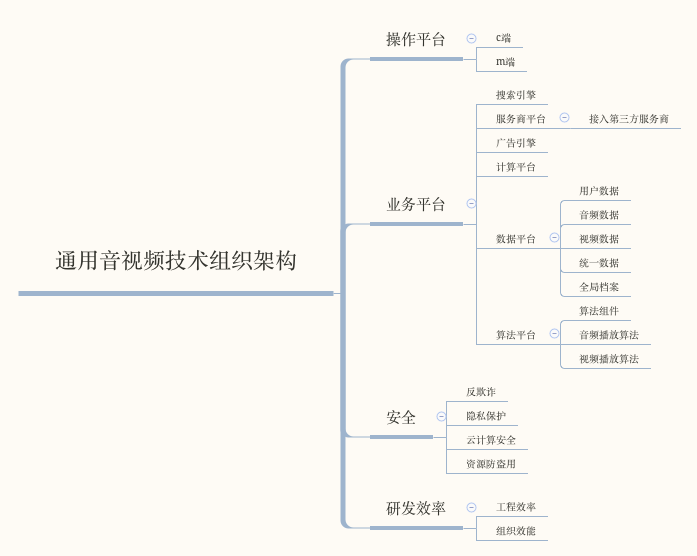 通用音视频技术组织架构
操作平台
c端
m端
业务平台
搜索引擎
服务商平台
接入第三方服务商
广告引擎
计算平台
数据平台
用户数据
音频数据
视频数据
统一数据
全局档案
算法平台
算法组件
音频播放算法
视频播放算法
安全
反欺诈
隐私保护
云计算安全
资源防盗用
研发效率
工程效率
组织效能